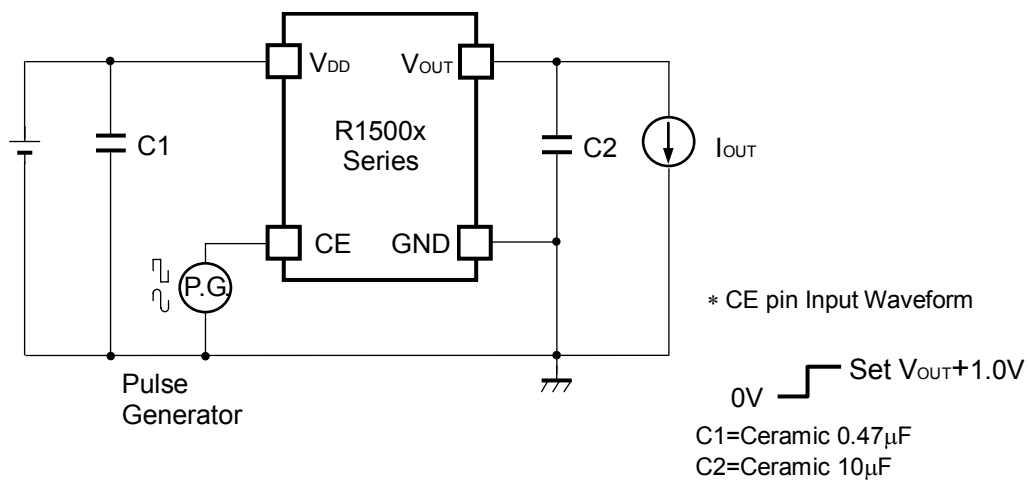 VDD
VOUT
R1500x
Series
C1
C2
IOUT
CE
GND
P.G.
Pulse
Generator
* CE pin Input Waveform
0V
Set VOUT+1.0V
C1=Ceramic 0.47μF
C2=Ceramic 10μF